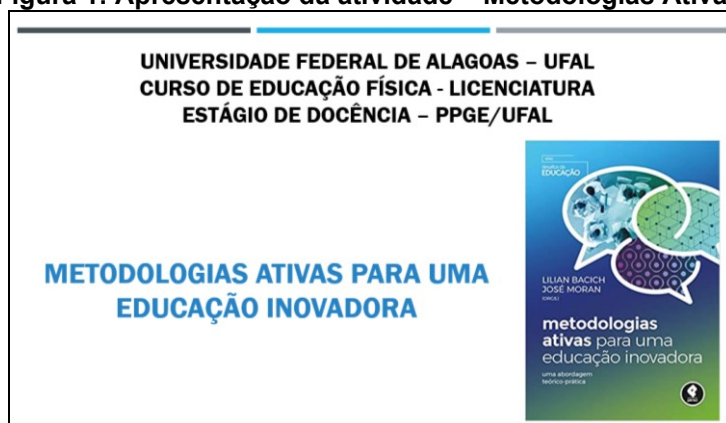 Figura 1: Apresentação da atividade – Metodologias Ativas
UNIVERSIDADE FEDERAL DE ALAGOAS – UFAL
CURSO DE EDUCAÇÃO FÍSICA - LICENCIATURA
ESTÁGIO DE DOCÊNCIA – PPGE/UFAL
METODOLOGIAS ATIVAS PARA UMA
EDUCAÇÃO INOVADORA
EDUCAÇÃO
LILIAN BACICH
JOSÉ MORAN
metodologias
ativas para uma
educação inovadora
uma abordagem
teórico-prática